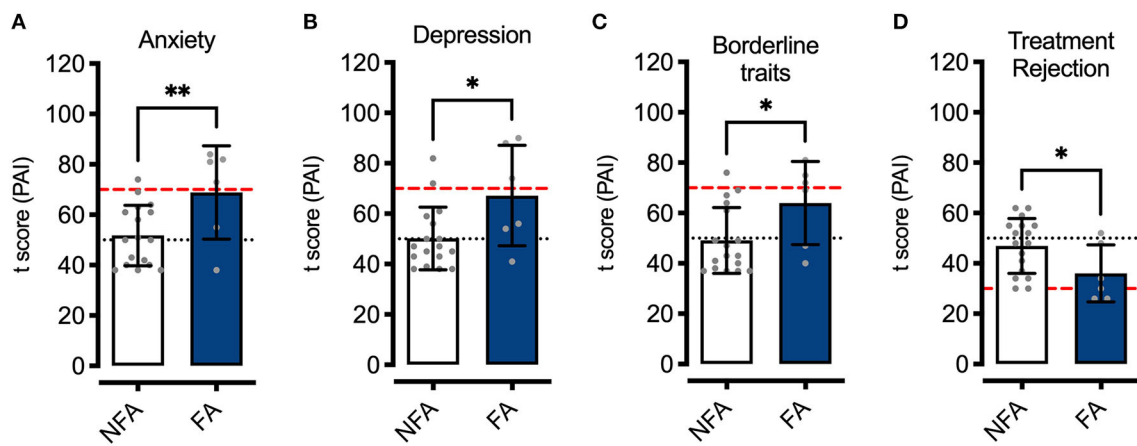 A
Anxiety
t score (PAI)
120
100
80
60
40
20
0
**
NFA
FA
B
Depression
t score (PAI)
120
100
80
60
40
20
0
*
NFA
FA
C
Borderline
traits
t score (PAI)
120
100
80
60
40
20
0
*
NFA
FA
D
Treatment
Rejection
t score (PAI)
120
100
80
60
40
20
0
*
NFA
FA